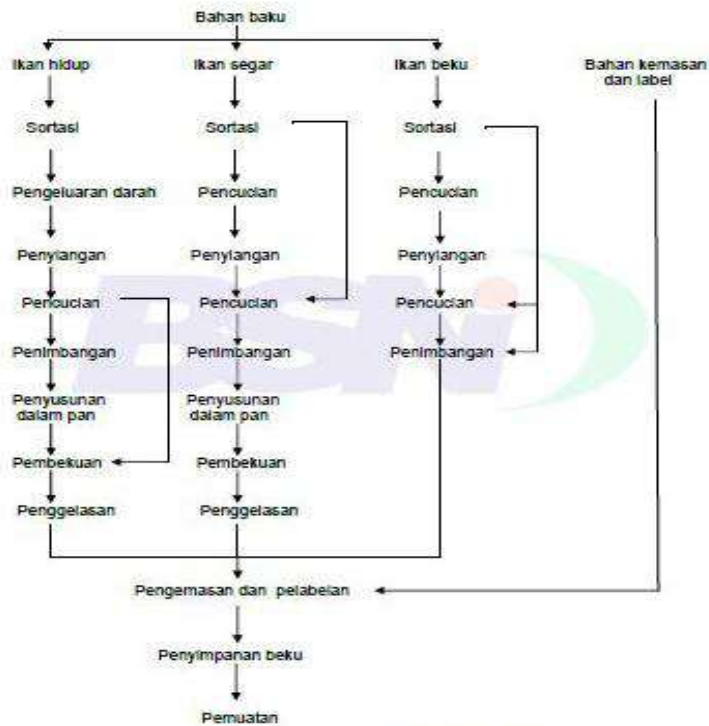 Bahan baku
Ikan hidup
Ikan segar
Ikan beku
Bahan kemasan
dan label
Sortasi
Sortasi
Sortasi
Pengeluaran darah
Pencucian
Pencucian
Penyiangan
Penyiangan
Penyiangan
Pencucian
Pencucian
Pencucian
Penimbangan
Penimbangan
Penimbangan
Penyusunan
dalam pan
Penyusunan
dalam pan
Pembekuan
Pembekuan
Penggelasan
Penggelasan
Pengemasan dan pelabelan
Penyimpanan beku
Pemuatan
BSN